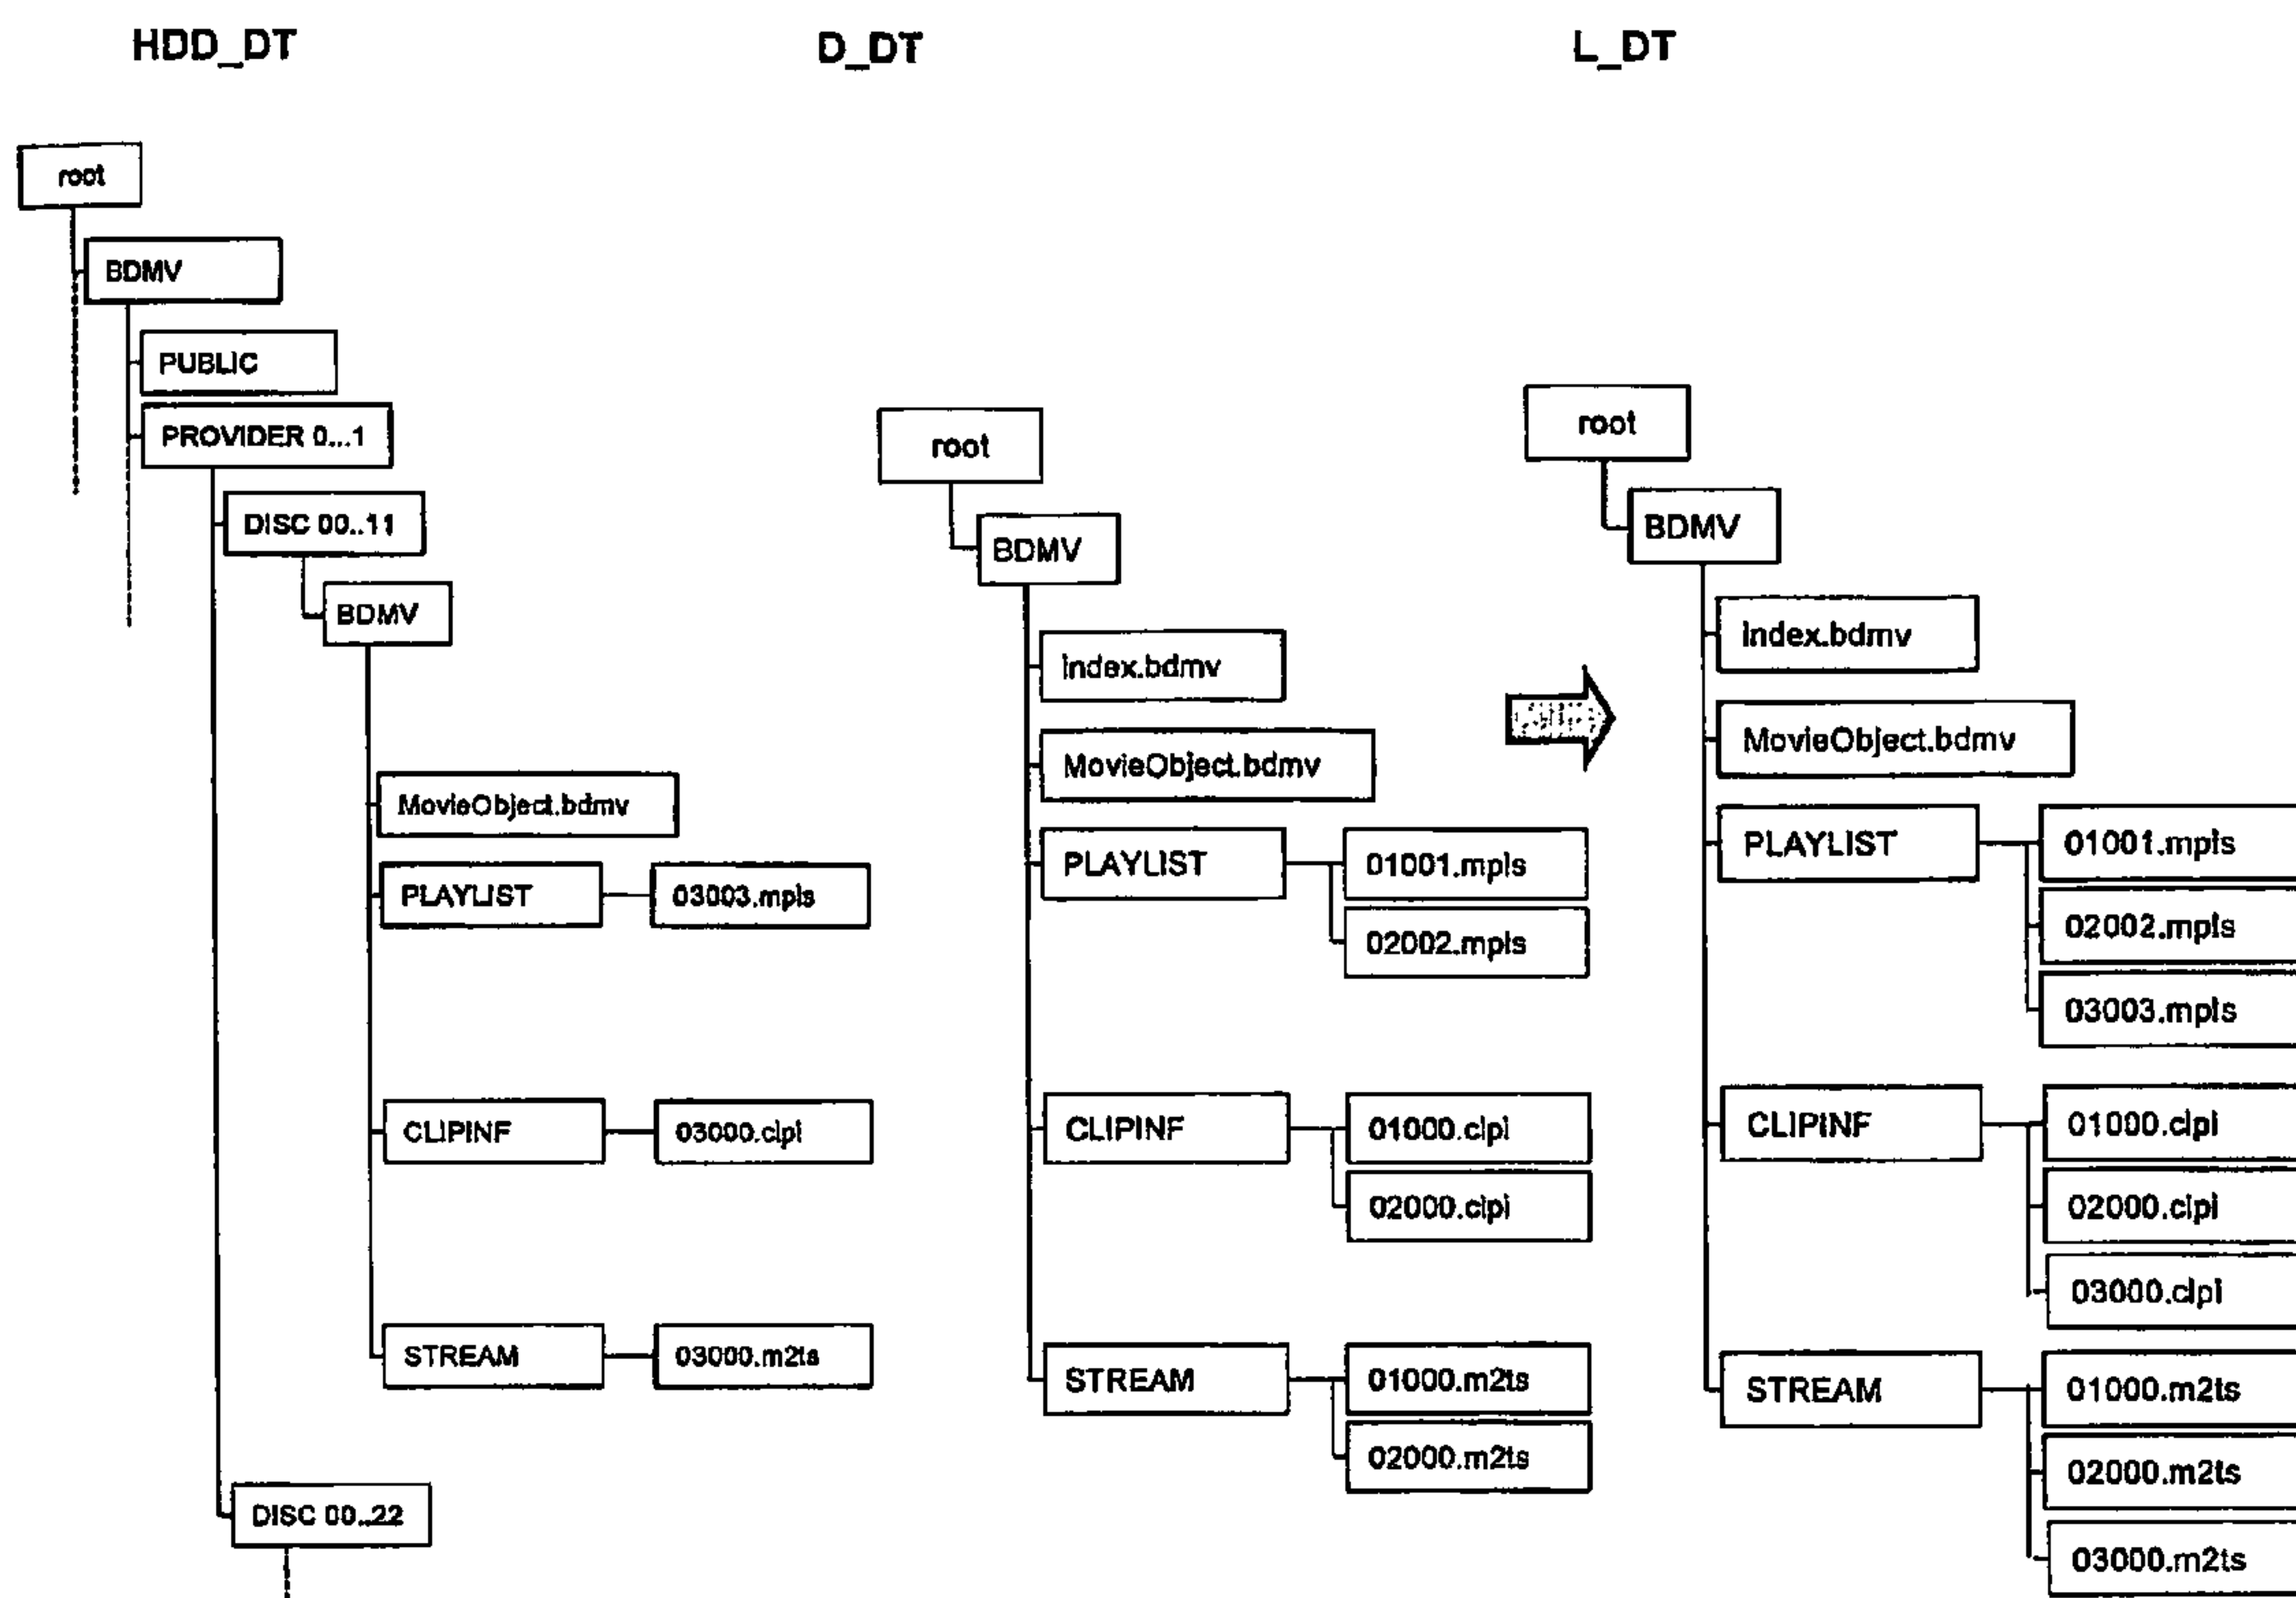 HDD_DT
D_DT
L_DT
root
BDMV
PUBLIC
PROVIDER 0...1
DISC 00..11
BDMV
MovieObject.bdmv
PLAYLIST
03003.mpls
CLIPINF
03000.clpi
STREAM
03000.m2ts
DISC 00..22
root
BDMV
Index.bdmv
MovieObject.bdmv
PLAYLIST
01001.mpls
02002.mpls
CLIPINF
01000.clpi
02000.clpi
STREAM
01000.m2ts
02000.m2ts
root
BDMV
Index.bdmv
MovieObject.bdmv
PLAYLIST
01001.mpls
02002.mpls
03003.mpls
CLIPINF
01000.clpi
02000.clpi
03000.clpi
STREAM
01000.m2ts
02000.m2ts
03000.m2ts